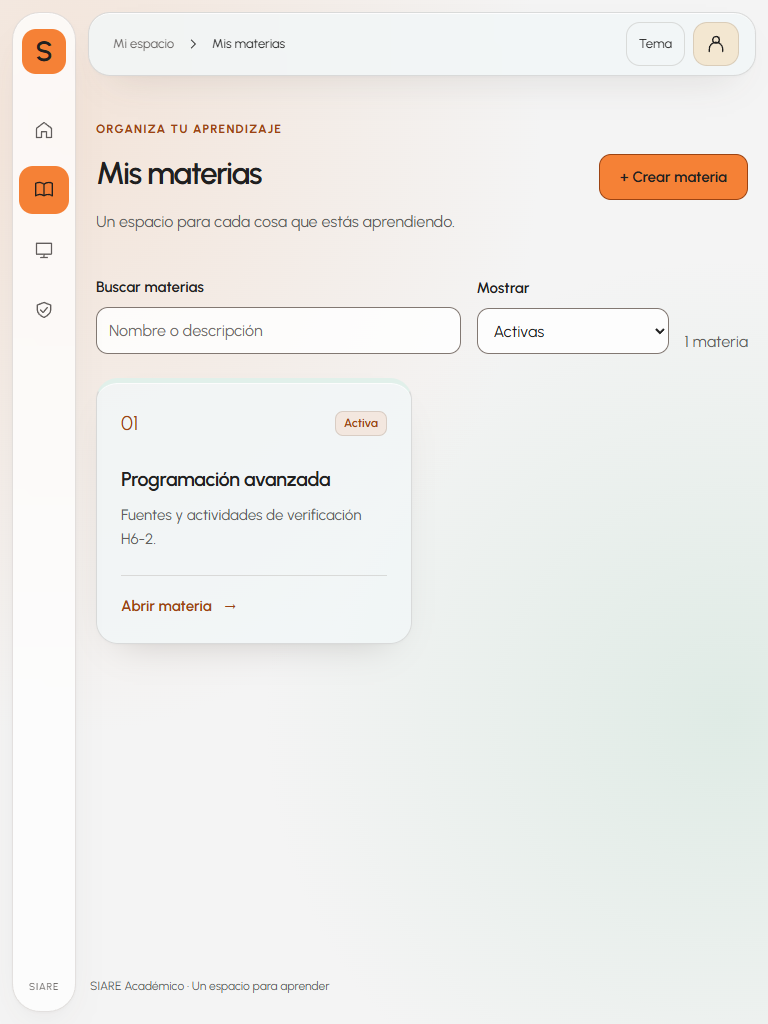 S
Mi espacio > Mis materias
Tema
ORGANIZA TU APRENDIZAJE
Mis materias
+ Crear materia
Un espacio para cada cosa que estás aprendiendo.
Buscar materias
Nombre o descripción
Mostrar
Activas
1 materia
01
Activa
Programación avanzada
Fuentes y actividades de verificación
H6-2.
Abrir materia →
SIARE
SIARE Académico · Un espacio para aprender